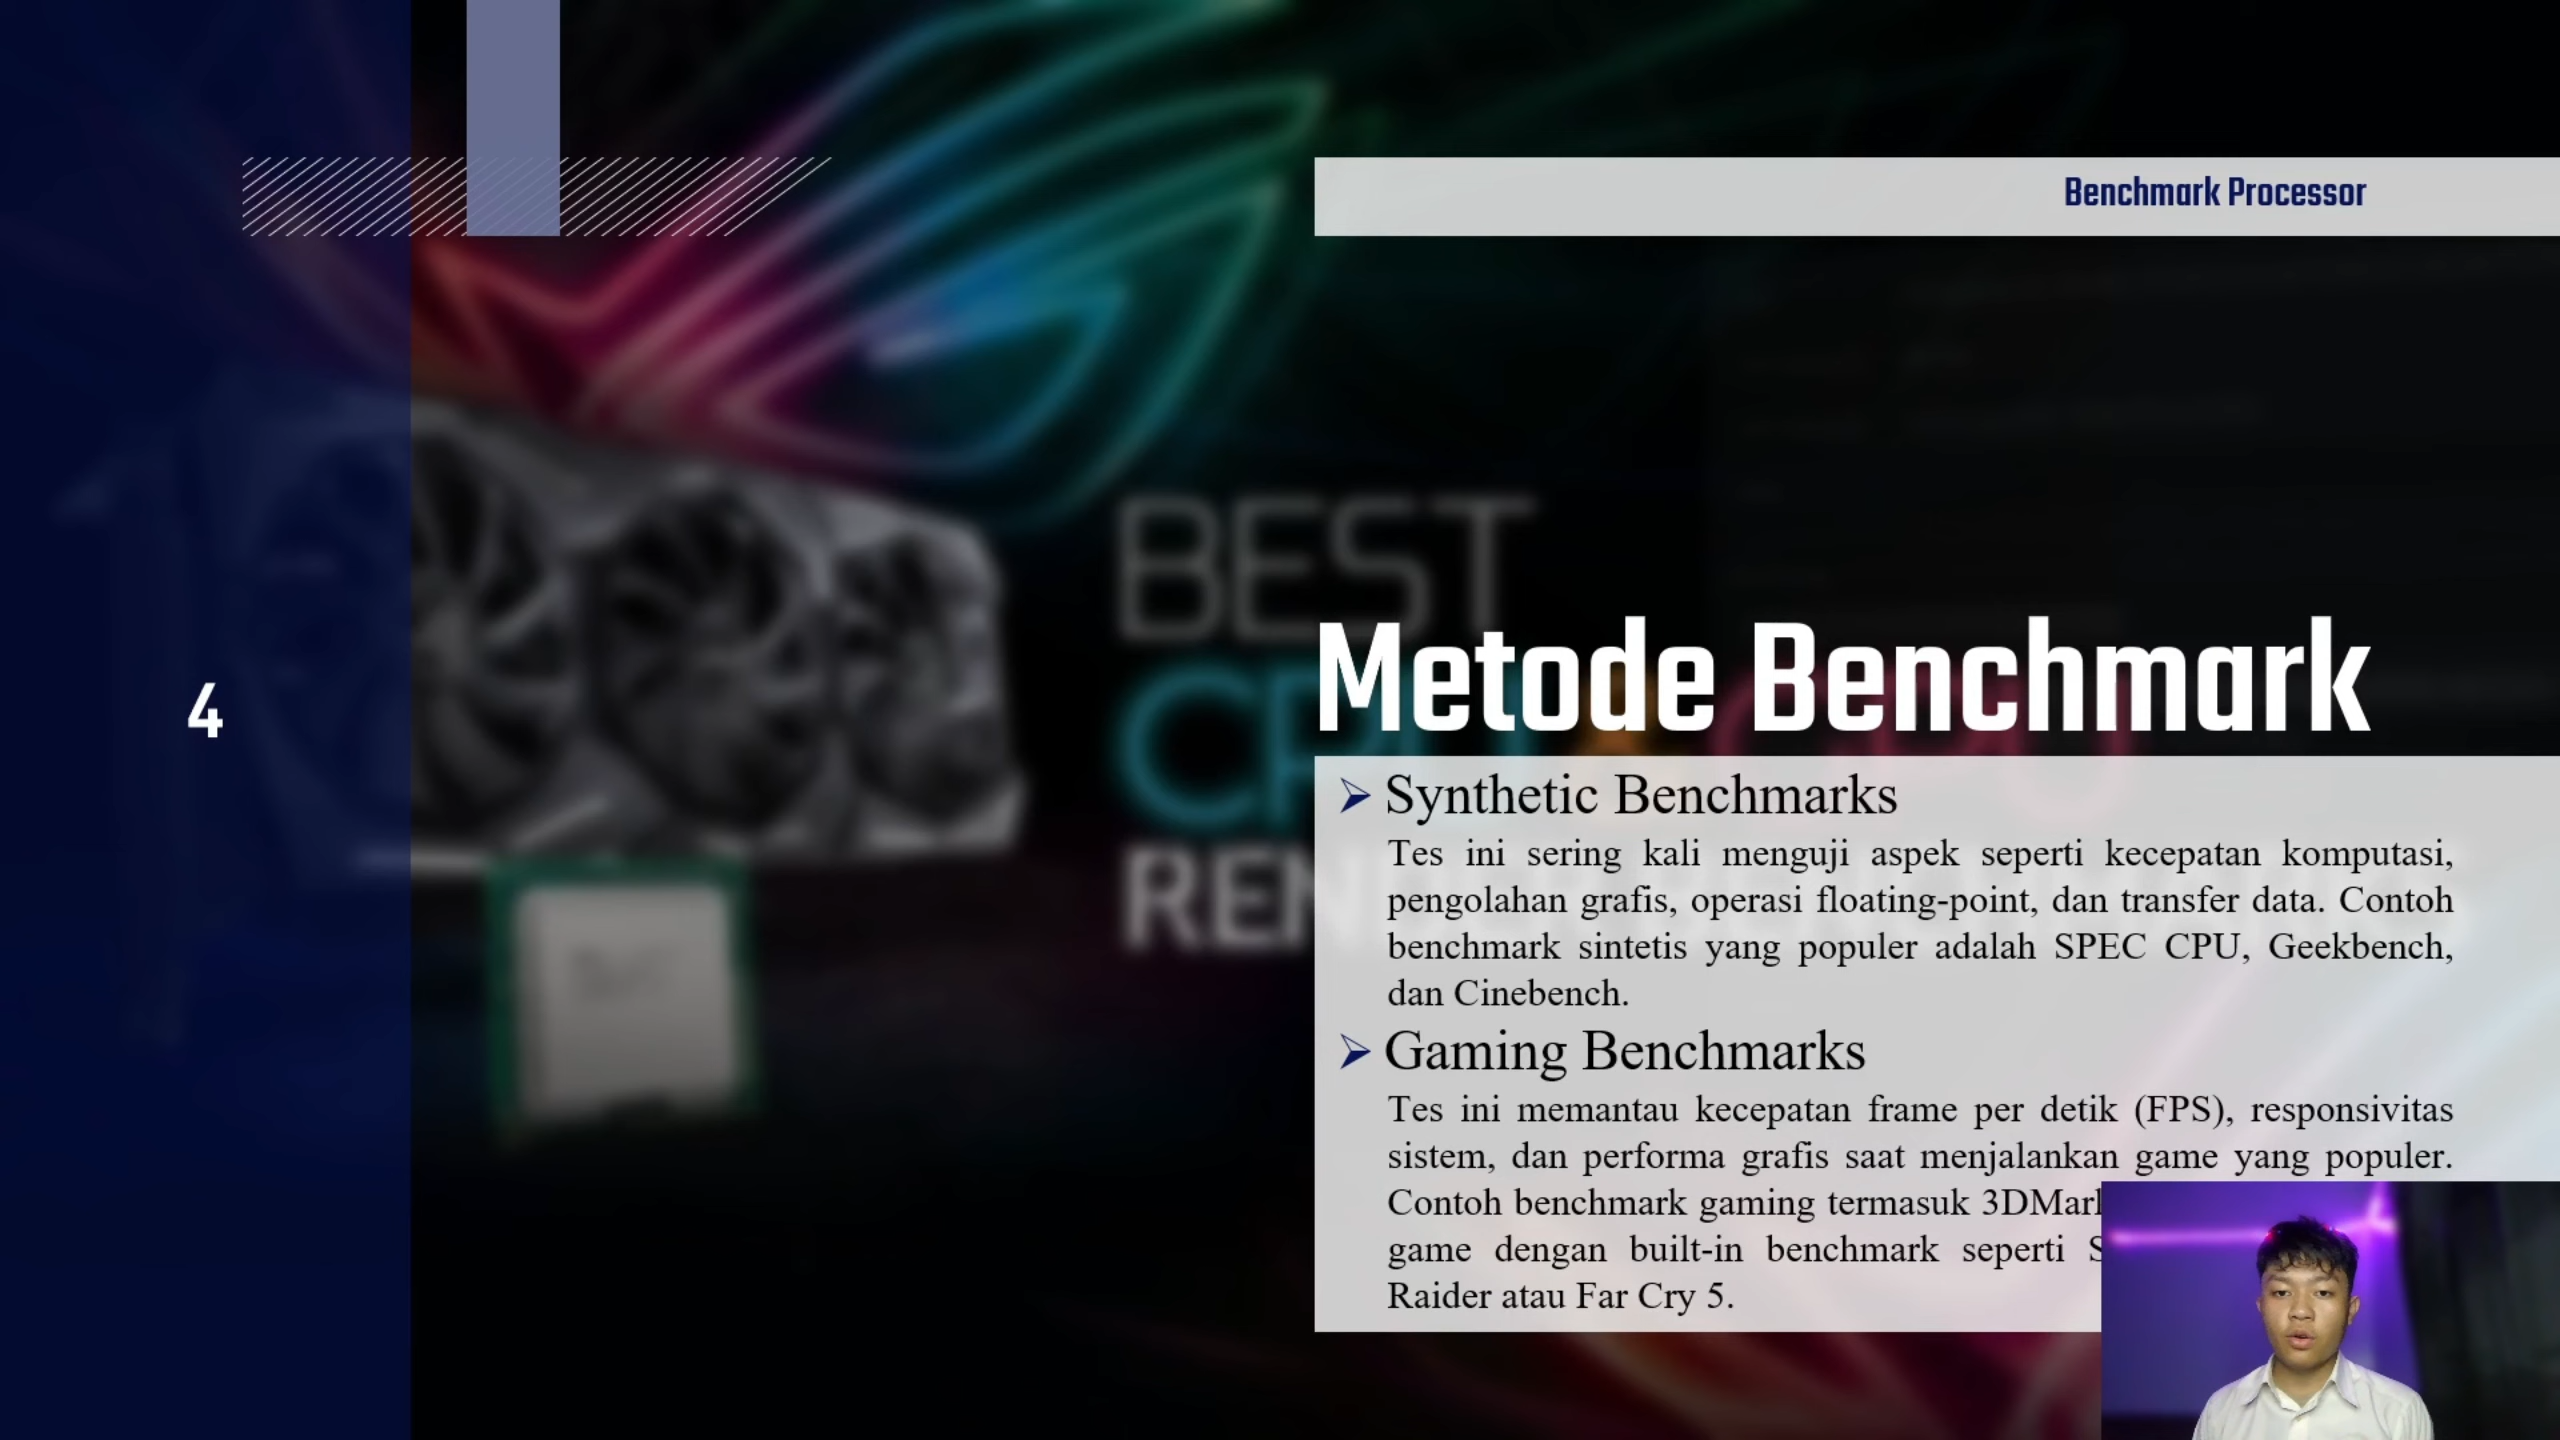 Benchmark Processor
BEST
4
Metode Benchmark
Synthetic Benchmarks
Tes ini sering kali menguji aspek seperti kecepatan komputasi,
pengolahan grafis, operasi floating-point, dan transfer data. Contoh
benchmark sintetis yang populer adalah SPEC CPU, Geekbench,
dan Cinebench.
Gaming Benchmarks
Tes ini memantau kecepatan frame per detik (FPS), responsivitas
sistem, dan performa grafis saat menjalankan game yang populer.
Contoh benchmark gaming termasuk
game dengan built-in benchmark seperti
Raider atau Far Cry 5.